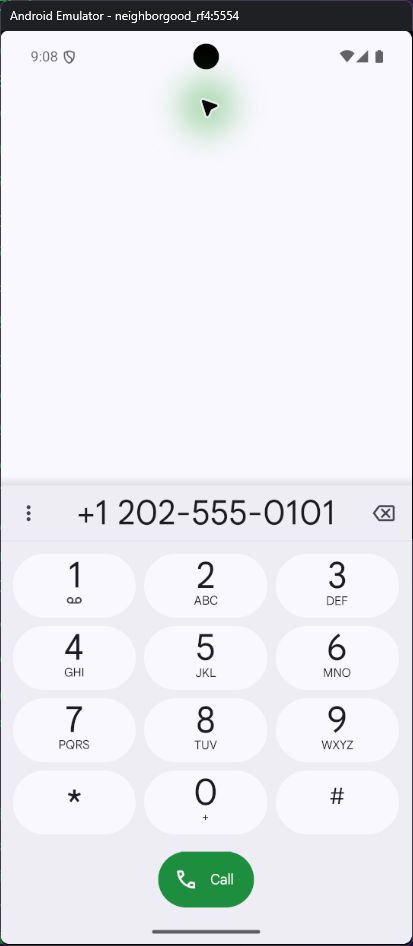 Android Emulator - neighborgood_rf4:5554
9:08
+1 202-555-0101
1
2
ABC
3
DEF
4
GHI
5
JKL
6
MNO
7
PQRS
8
TUV
9
WXYZ
*
0
+
#
Call